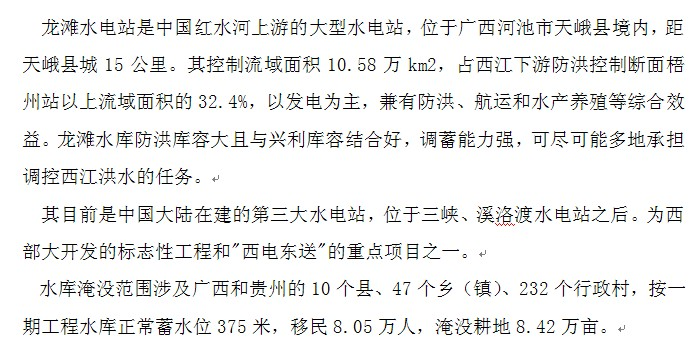 龙滩水电站是中国红水河上游的大型水电站，位于广西河池市天峨县境内，距
天峨县城 15 公里。其控制流域面积 10.58 万 km2，占西江下游防洪控制断面梧
州站以上流域面积的 32.4%，以发电为主，兼有防洪、航运和水产养殖等综合效
益。龙滩水库防洪库容大且与兴利库容结合好，调蓄能力强，可尽可能多地承担
调控西江洪水的任务。
其目前是中国大陆在建的第三大水电站，位于三峡、溪洛渡水电站之后。为西
部大开发的标志性工程和"西电东送"的重点项目之一。
水库淹没范围涉及广西和贵州的 10 个县、47 个乡（镇）、232 个行政村，按一
期工程水库正常蓄水位 375 米，移民 8.05 万人，淹没耕地 8.42 万亩。